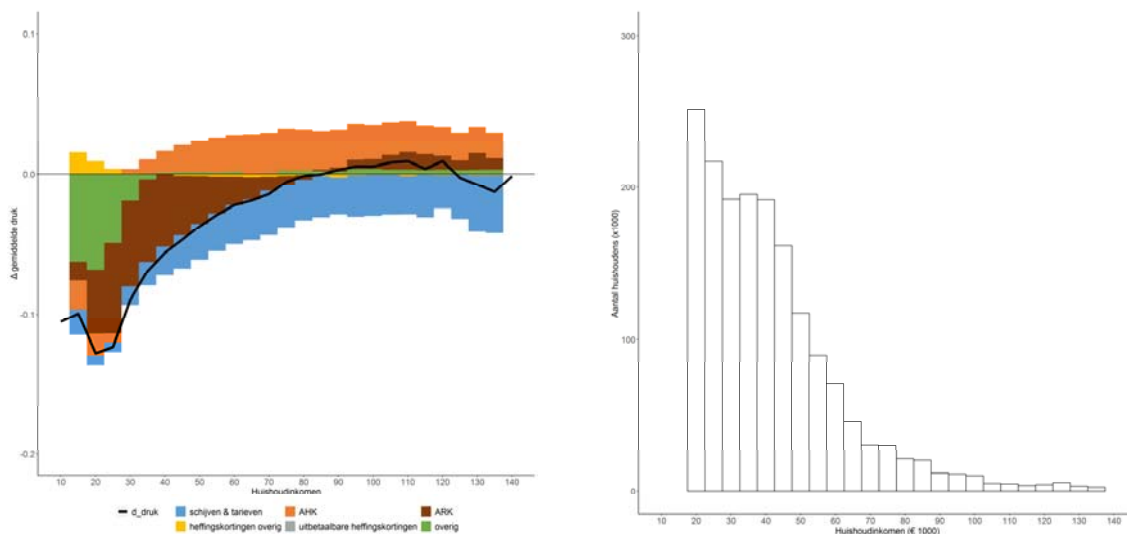 0.1
0.0
-0.1
-0.2
Δ gemiddelde druk
10 20 30 40 50 60 70 80 90 100 110 120 130 140
Huishoudinkomen
d_druk schijven & tarieven AHK ARK
heffingskortingen overig uitbetaalbare heffingskortingen overig
300
200
100
0
Aantal huishoudens (x1000)
10 20 30 40 50 60 70 80 90 100 110 120 130 140
Huishoudinkomen (€ 1000)